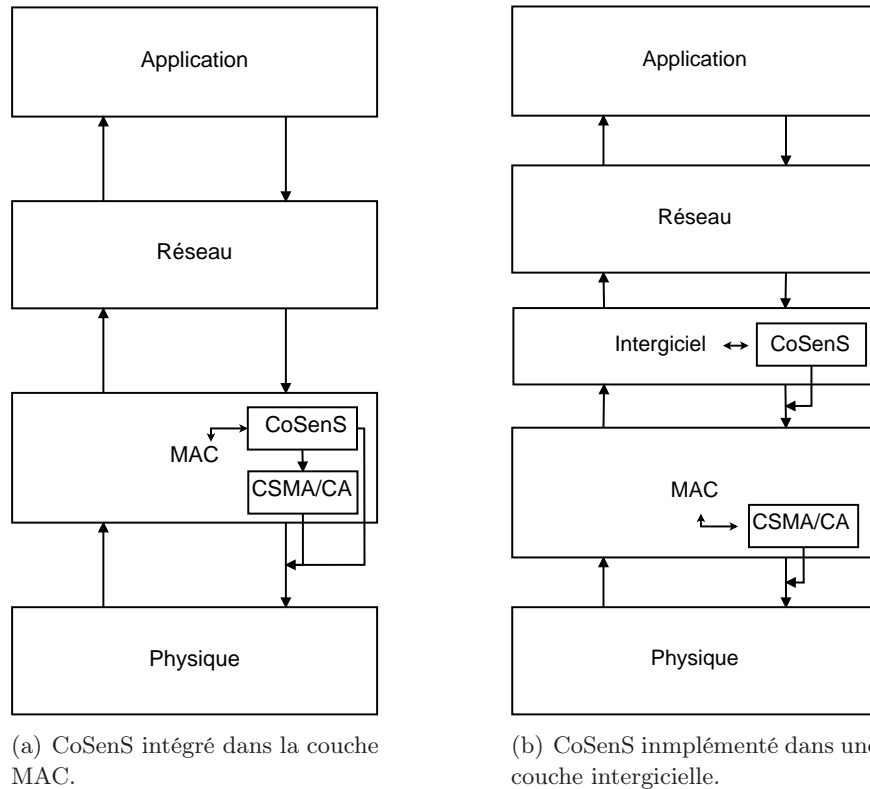 Application
Réseau
MAC
CoSenS
CSMA/CA
Physique
(a) CoSenS intégré dans la couche
MAC.
Application
Réseau
Intergiciel
CoSenS
MAC
CSMA/CA
Physique
(b) CoSenS inmplémenté dans une
couche intergicielle.